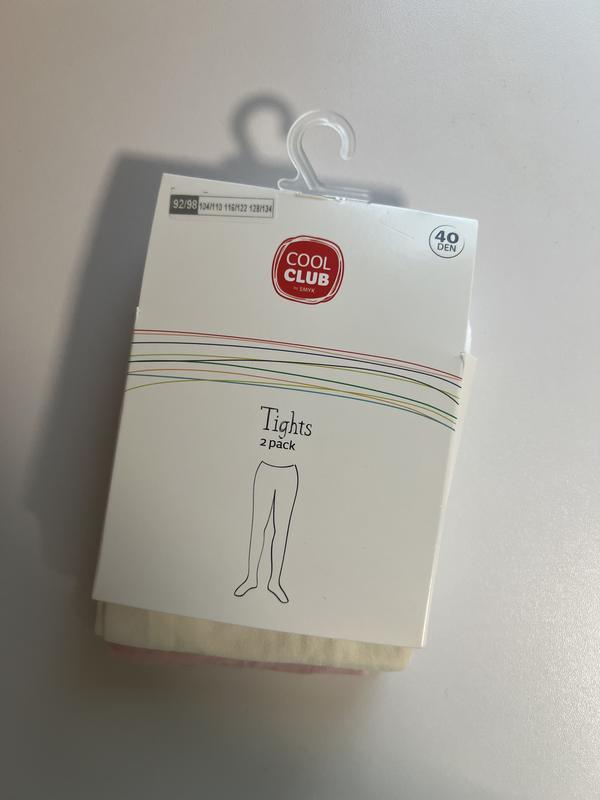 92/98 104/110 116/122 128/134
40
DEN
COOL
CLUB
by SMYK
Tights
2 pack